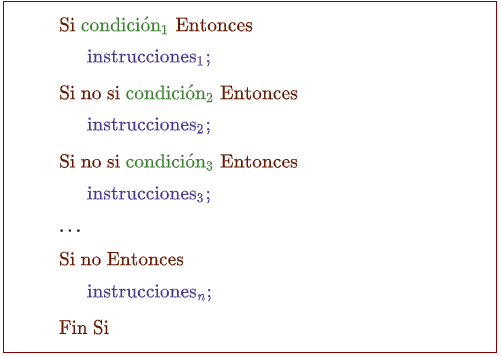 Si condición₁ Entonces
instrucciones₁;
Si no si condición₂ Entonces
instrucciones₂;
Si no si condición₃ Entonces
instrucciones₃;
...
Si no Entonces
instruccionesₙ;
Fin Si